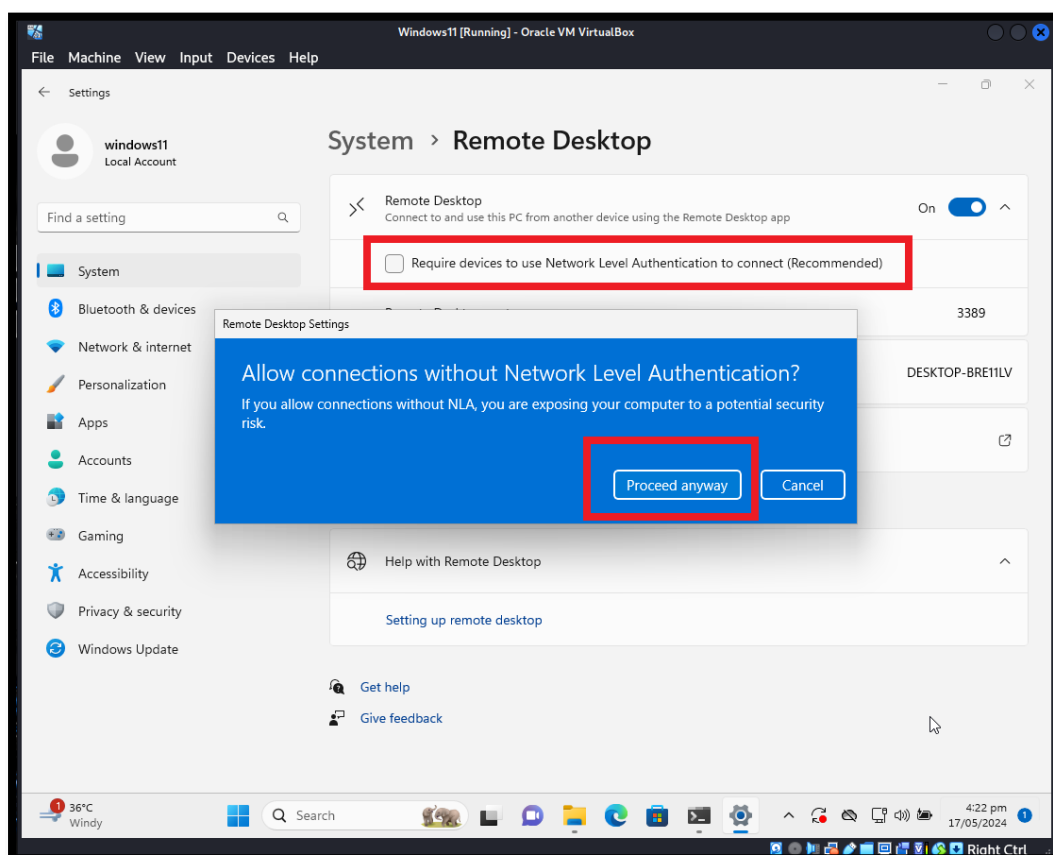 Windows11 [Running] - Oracle VM VirtualBox
File Machine View Input Devices Help
Settings
windows11
Local Account
Find a setting
System
Bluetooth & devices
Network & internet
Personalization
Apps
Accounts
Time & language
Gaming
Accessibility
Privacy & security
Windows Update
System > Remote Desktop
Remote Desktop
Connect to and use this PC from another device using the Remote Desktop app
On
Require devices to use Network Level Authentication to connect (Recommended)
3389
DESKTOP-BRE11LV
Remote Desktop Settings
Allow connections without Network Level Authentication?
If you allow connections without NLA, you are exposing your computer to a potential security
risk.
Proceed anyway
Cancel
Help with Remote Desktop
Setting up remote desktop
Get help
Give feedback
1
36°C
Windy
Search
4:22 pm
17/05/2024
1
Right Ctrl